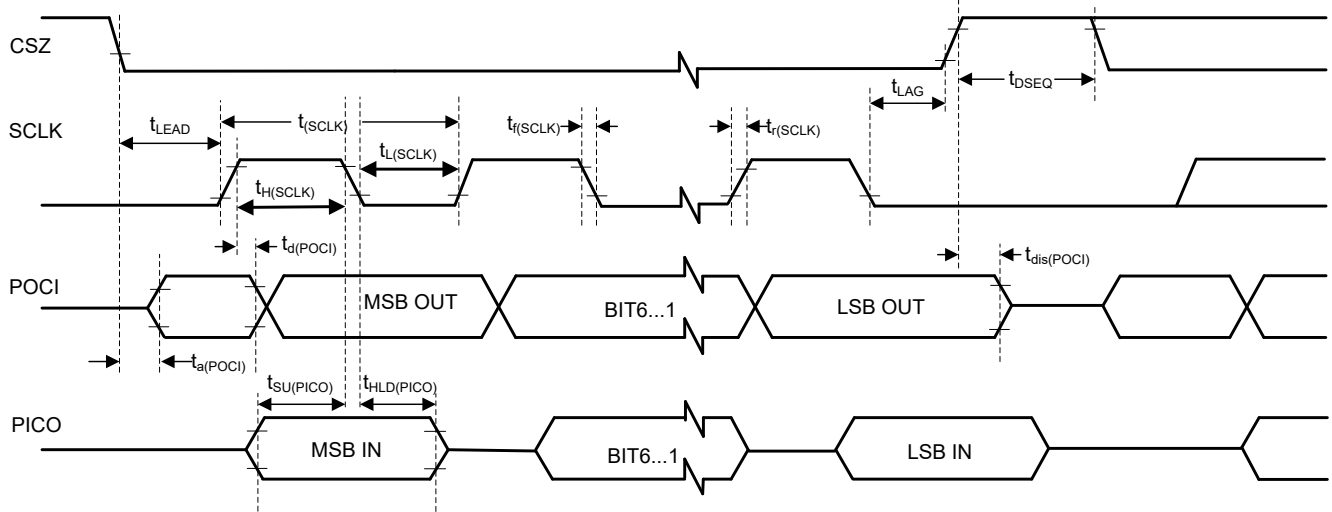 CSZ
tLAG
tDSEQ
SCLK
tLEAD
t(SCLK)
tf(SCLK)
tr(SCLK)
tL(SCLK)
tH(SCLK)
td(POCI)
tdis(POCI)
POCI
MSB OUT
BIT6...1
LSB OUT
ta(POCI)
tSU(PICO)
tHLD(PICO)
PICO
MSB IN
BIT6...1
LSB IN